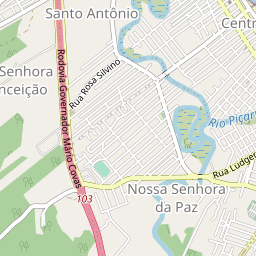 Santo Antônio
Centr
Senhora
nceição
Rua Rosa Silvino
Rodovia Governador Mário Covas
Rio Piçar
Rua Ludger
103
Nossa Senhora
da Paz